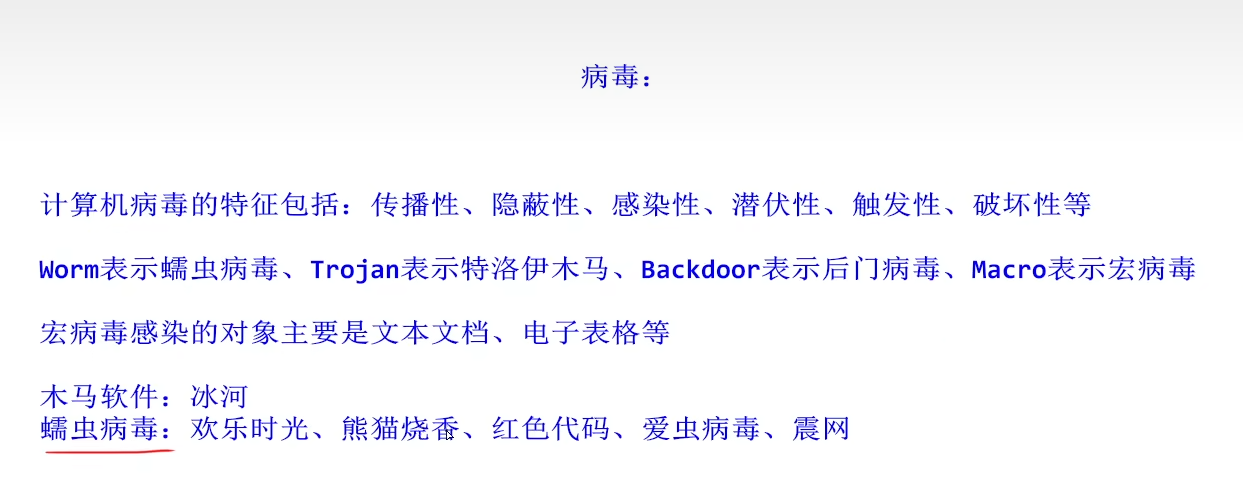 病毒：
计算机病毒的特征包括：传播性、隐蔽性、感染性、潜伏性、触发性、破坏性等
Worm表示蠕虫病毒、Trojan表示特洛伊木马、Backdoor表示后门病毒、Macro表示宏病毒
宏病毒感染的对象主要是文本文档、电子表格等
木马软件：冰河
蠕虫病毒：欢乐时光、熊猫烧香、红色代码、爱虫病毒、震网